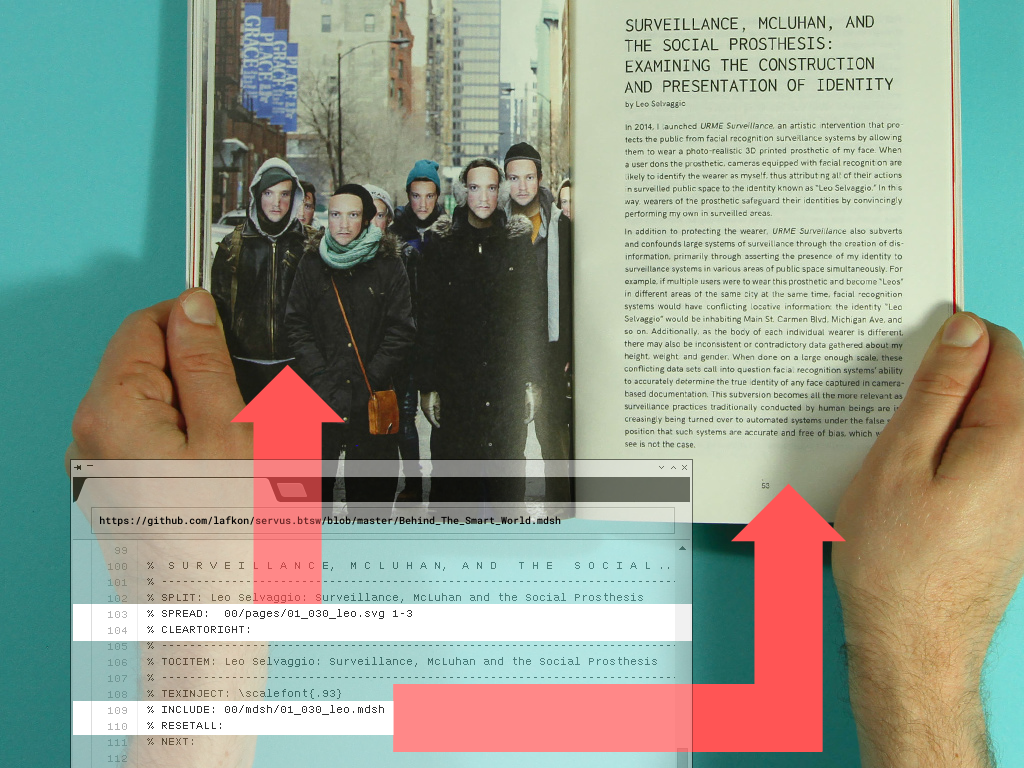 GRACE
PLACE
GRACE
PLACE
SURVEILLANCE, MCLUHAN, AND
THE SOCIAL PROSTHESIS:
EXAMINING THE CONSTRUCTION
AND PRESENTATION OF IDENTITY
by Leo Selvaggio
In 2014, I launched URME Surveillance, an artistic intervention that pro-
tects the public from facial recognition surveillance systems by allowing
them to wear a photo-realistic 3D printed prosthetic of my face. When
a user dons the prosthetic, cameras equipped with facial recognition are
likely to identify the wearer as myself, thus attributing all of their actions
in surveilled public space to the identity known as "Leo Selvaggio." In this
way, wearers of the prosthetic safeguard their identities by convincingly
performing my own in surveilled areas.
In addition to protecting the wearer, URME Surveillance also subverts
and confounds large systems of surveillance through the creation of dis-
information, primarily through asserting the presence of my identity to
surveillance systems in various areas of public space simultaneously. For
example, if multiple users were to wear this prosthetic and become "Leos"
in different areas of the same city at the same time, facial recognition
systems would have conflicting locative information: the identity "Leo
Selvaggio" would be inhabiting Main St, Carmen Blvd, Michigan Ave, and
so on. Additionally, as the body of each individual wearer is different,
there may also be inconsistent or contradictory data gathered about my
height, weight, and gender. When done on a large enough scale, these
conflicting data sets call into question facial recognition systems' ability
to accurately determine the true identity of any face captured in camera-
based documentation. This subversion becomes all the more relevant as
surveillance practices traditionally conducted by human beings are in-
creasingly being turned over to automated systems under the false
position that such systems are accurate and free of bias, which
see is not the case.
53
https://github.com/lafkon/servus.btsw/blob/master/Behind_The_Smart_World.mdsh
99
100 % S U R V E I L L A N C E, M C L U H A N, A N D T H E S O C I A L ..
101 % ---------------------------------------------------------------------------
102 % SPLIT: Leo Selvaggio: Surveillance, McLuhan and the Social Prosthesis
103 % SPREAD: 00/pages/01_030_leo.svg 1-3
104 % CLEARTORIGHT:
105 % ---------------------------------------------------------------------------
106 % TOCITEM: Leo Selvaggio: Surveillance, McLuhan and the Social Prosthesis
107 % ---------------------------------------------------------------------------
108 % TEXINJECT: \scalefont{.93}
109 % INCLUDE: 00/mdsh/01_030_leo.mdsh
110 % RESETALL:
111 % NEXT:
112